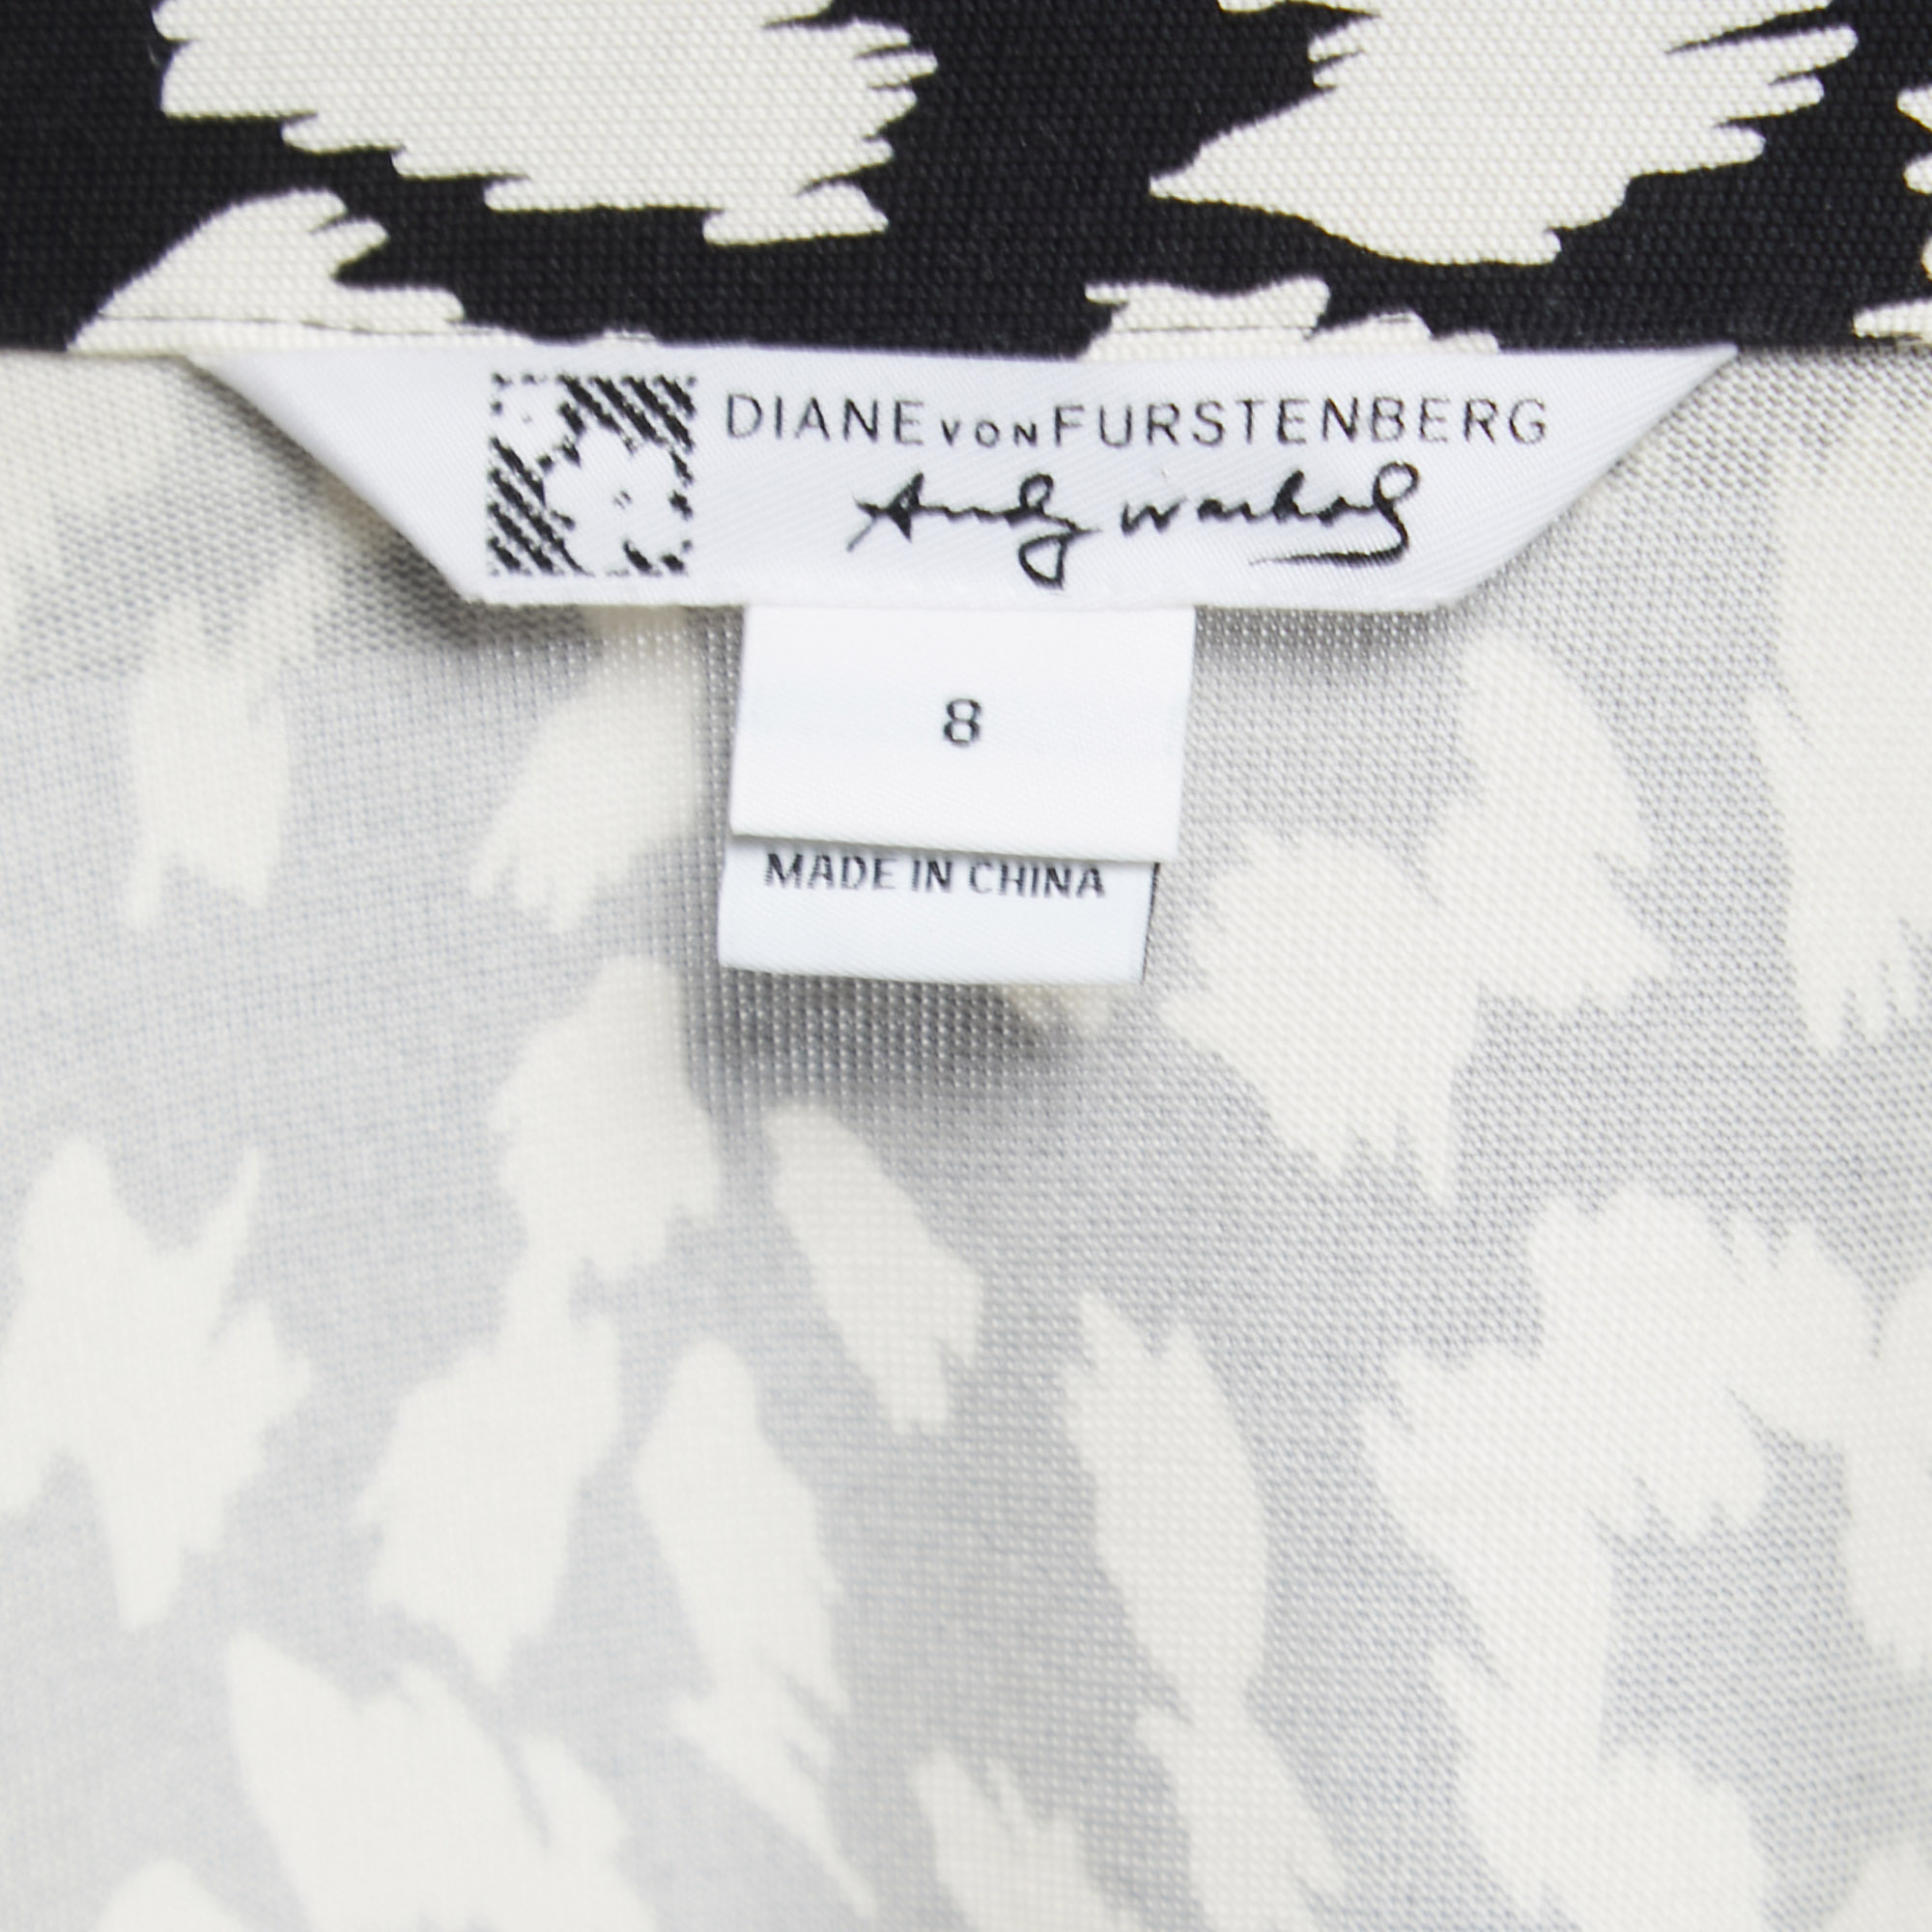 DIANE VON FURSTENBERG
Andy Warhol
8
MADE IN CHINA